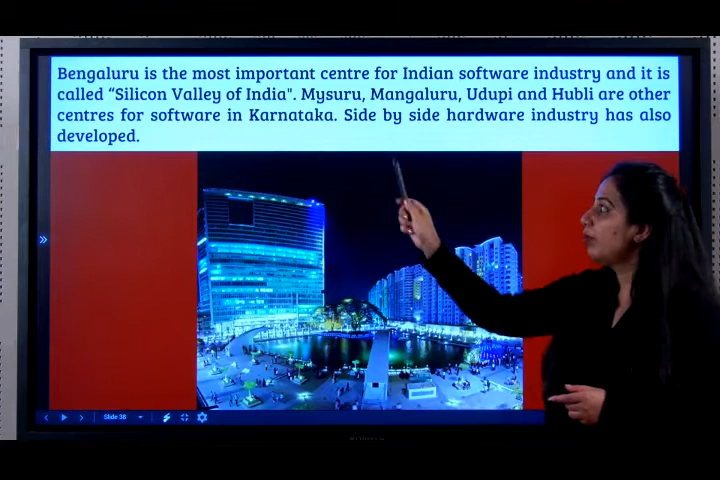 Bengaluru is the most important centre for Indian software industry and it is
called “Silicon Valley of India". Mysuru, Mangaluru, Udupi and Hubli are other
centres for software in Karnataka. Side by side hardware industry has also
developed.
Slide 38